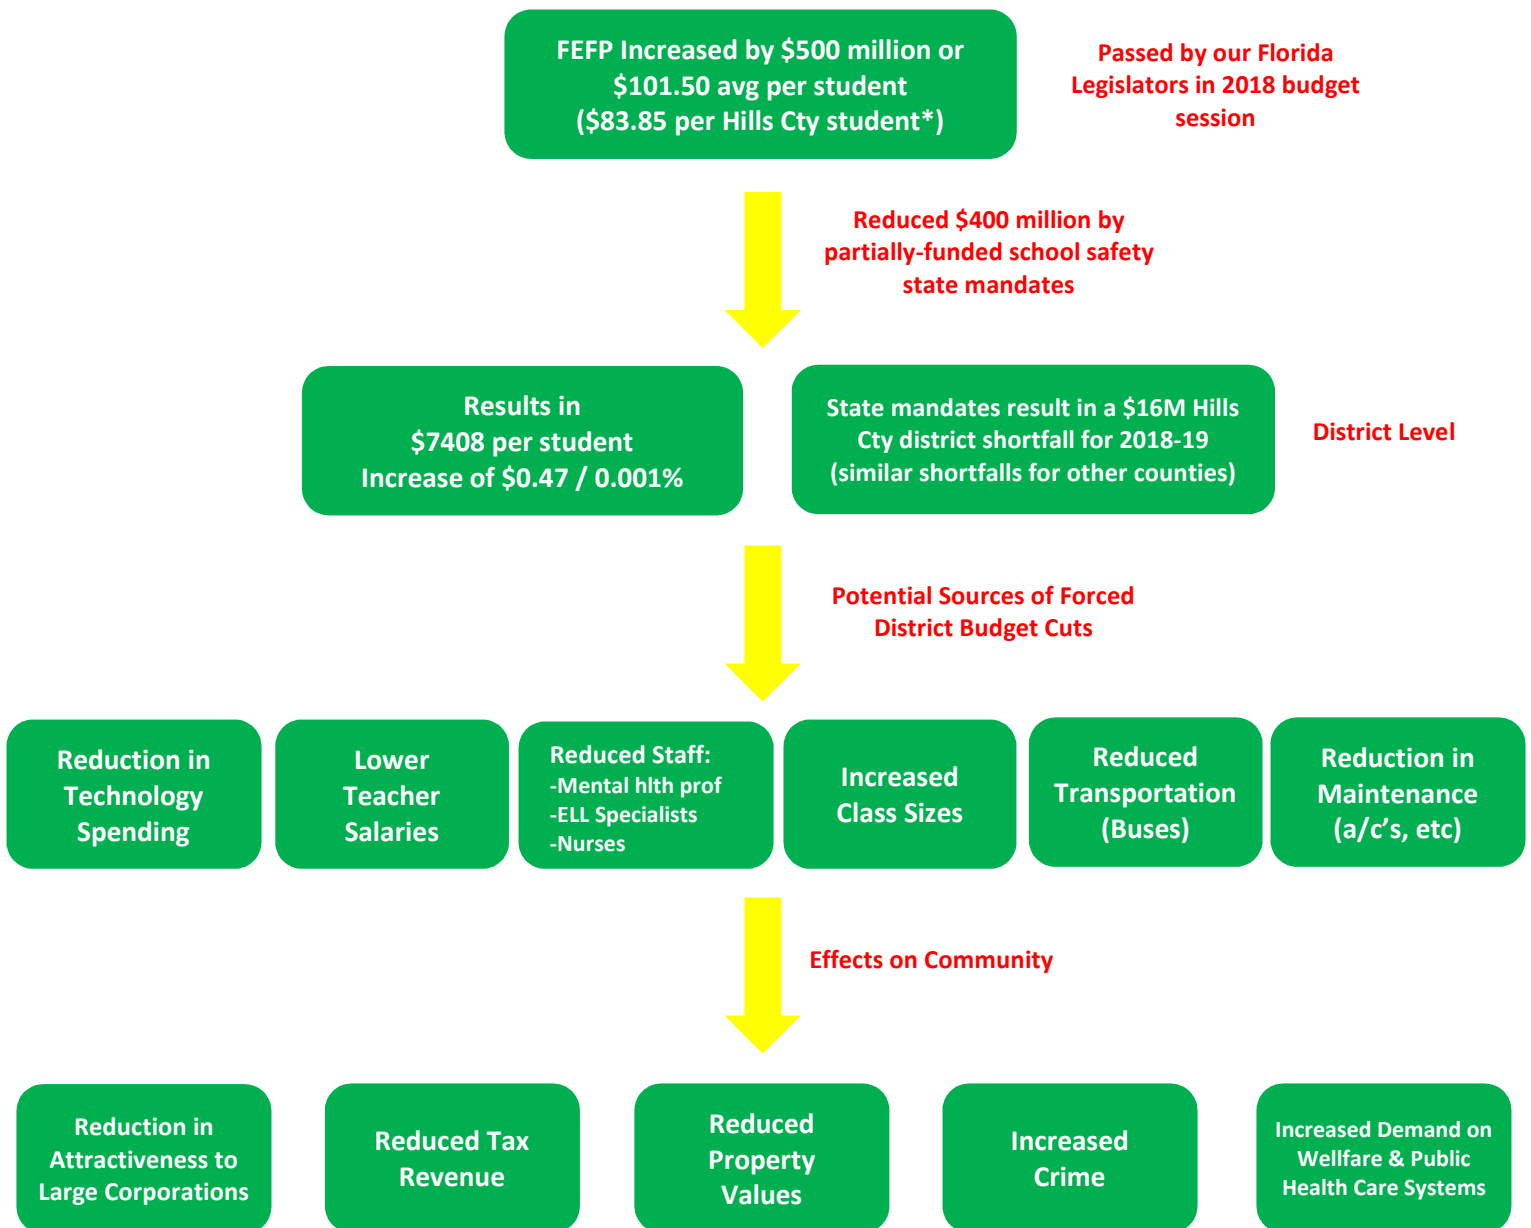 FEFP Increased by $500 million or
$101.50 avg per student
($83.85 per Hills Cty student*)
Passed by our Florida
Legislators in 2018 budget
session
Reduced $400 million by
partially-funded school safety
state mandates
Results in
$7408 per student
Increase of $0.47 / 0.001%
State mandates result in a $16M Hills
Cty district shortfall for 2018-19
(similar shortfalls for other counties)
District Level
Potential Sources of Forced
District Budget Cuts
Reduction in
Technology
Spending
Lower
Teacher
Salaries
Reduced Staff:
-Mental hlth prof
-ELL Specialists
-Nurses
Increased
Class Sizes
Reduced
Transportation
(Buses)
Reduction in
Maintenance
(a/c's, etc)
Effects on Community
Reduction in
Attractiveness to
Large Corporations
Reduced Tax
Revenue
Reduced
Property
Values
Increased
Crime
Increased Demand on
Wellfare & Public
Health Care Systems